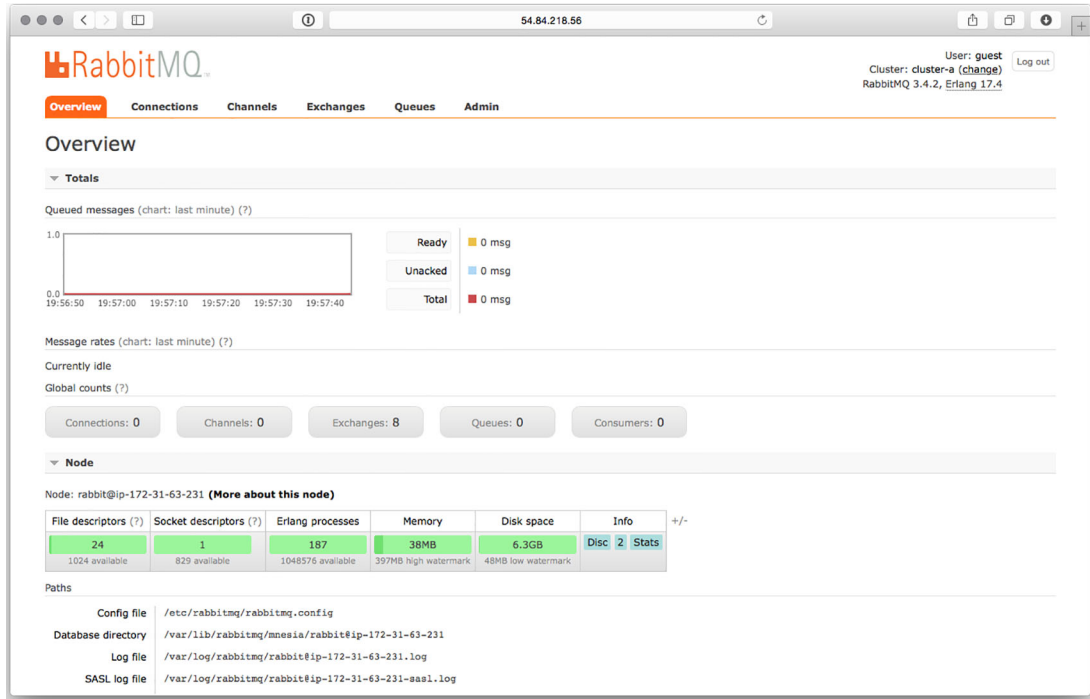 54.84.218.56
RabbitMQ
User: guest
Log out
Cluster: cluster-a (change)
RabbitMQ 3.4.2, Erlang 17.4
Overview Connections Channels Exchanges Queues Admin
Overview
Totals
Queued messages (chart: last minute) (?)
1.0
0.0
19:56:50 19:57:00 19:57:10 19:57:20 19:57:30 19:57:40
Ready 0 msg
Unacked 0 msg
Total 0 msg
Message rates (chart: last minute) (?)
Currently idle
Global counts (?)
Connections: 0 Channels: 0 Exchanges: 8 Queues: 0 Consumers: 0
Node
Node: rabbit@ip-172-31-63-231 (More about this node)
File descriptors (?) Socket descriptors (?) Erlang processes Memory Disk space Info +/-
24 1 187 38MB 6.3GB Disc 2 Stats
1024 available 829 available 1048576 available 397MB high watermark 48MB low watermark
Paths
Config file /etc/rabbitmq/rabbitmq.config
Database directory /var/lib/rabbitmq/mnesia/rabbit@ip-172-31-63-231
Log file /var/log/rabbitmq/rabbit@ip-172-31-63-231.log
SASL log file /var/log/rabbitmq/rabbit@ip-172-31-63-231-sasl.log